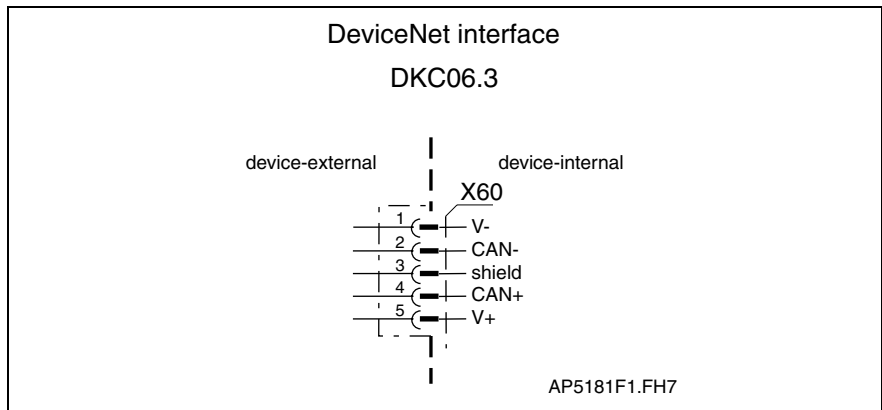 DeviceNet interface
DKC06.3
device-external
device-internal
X60
1 V-
2 CAN-
3 shield
4 CAN+
5 V+
AP5181F1.FH7